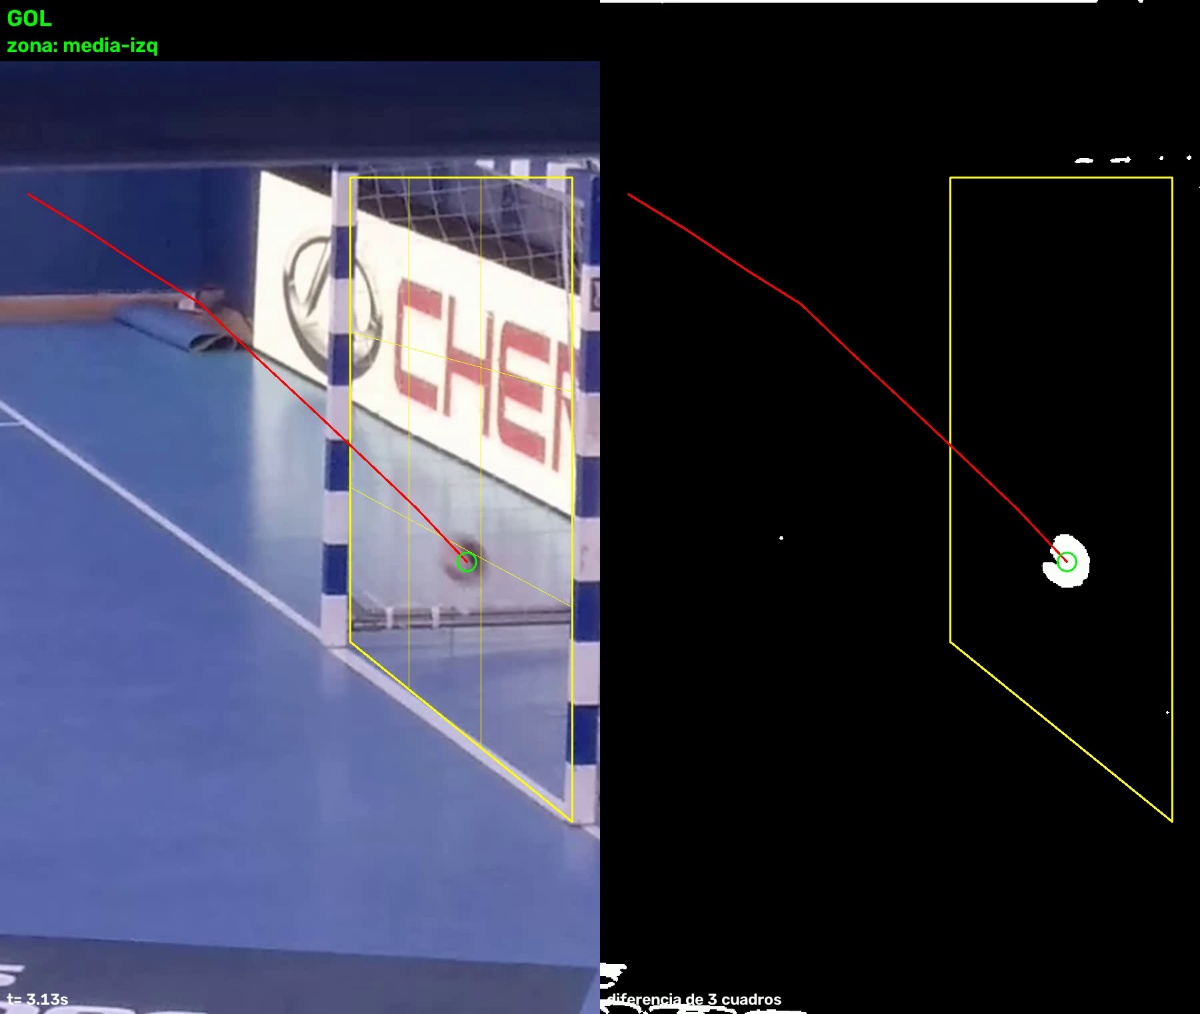 GOL
zona: media-izq
CHER
t= 3.13s
diferencia de 3 cuadros